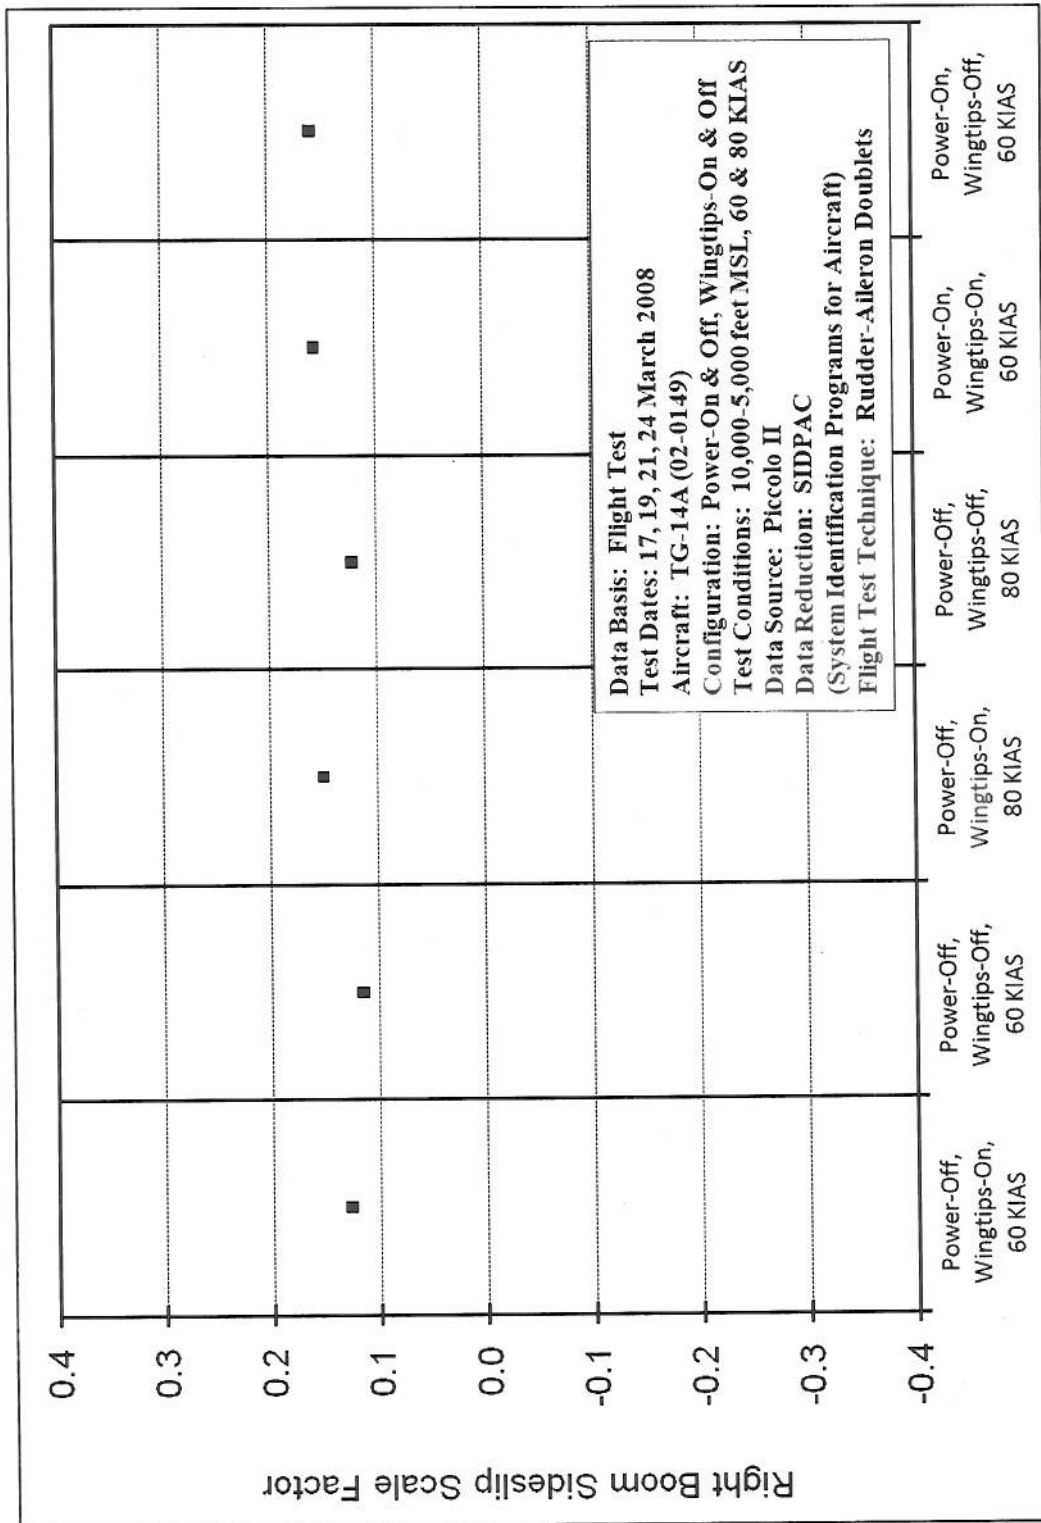 Right Boom Sideslip Scale Factor
0.4
0.3
0.2
0.1
0.0
-0.1
-0.2
-0.3
-0.4
Data Basis: Flight Test
Test Dates: 17, 19, 21, 24 March 2008
Aircraft: TG-14A (02-0149)
Configuration: Power-On & Off, Wingtips-On & Off
Test Conditions: 10,000-5,000 feet MSL, 60 & 80 KIAS
Data Source: Piccolo II
Data Reduction: SIDPAC
(System Identification Programs for Aircraft)
Flight Test Technique: Rudder-Aileron Doublets
Power-Off,
Wingtips-On,
60 KIAS
Power-Off,
Wingtips-Off,
60 KIAS
Power-Off,
Wingtips-On,
80 KIAS
Power-Off,
Wingtips-Off,
80 KIAS
Power-On,
Wingtips-On,
60 KIAS
Power-On,
Wingtips-Off,
60 KIAS